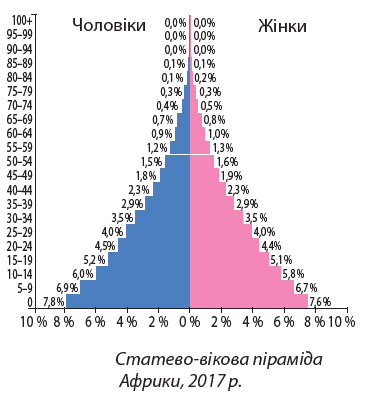 Чоловіки Жінки
100+ 0,0% 0,0%
95–99 0,0% 0,0%
90–94 0,0% 0,0%
85–89 0,1% 0,1%
80–84 0,1% 0,2%
75–79 0,3% 0,3%
70–74 0,4% 0,5%
65–69 0,7% 0,8%
60–64 0,9% 1,0%
55–59 1,2% 1,3%
50–54 1,5% 1,6%
45–49 1,8% 1,9%
40–44 2,3% 2,3%
35–39 2,9% 2,9%
30–34 3,5% 3,5 %
25–29 4,0% 4,0%
20–24 4,5% 4,4%
15–19 5,2 % 5,1%
10–14 6,0% 5,8%
5–9 6,9% 6,7%
0 7,8% 7,6%
10 % 8 % 6 % 4 % 2 % 0 % 2 % 4 % 6 % 8 % 10 %
Статево-вікова піраміда
Африки, 2017 р.